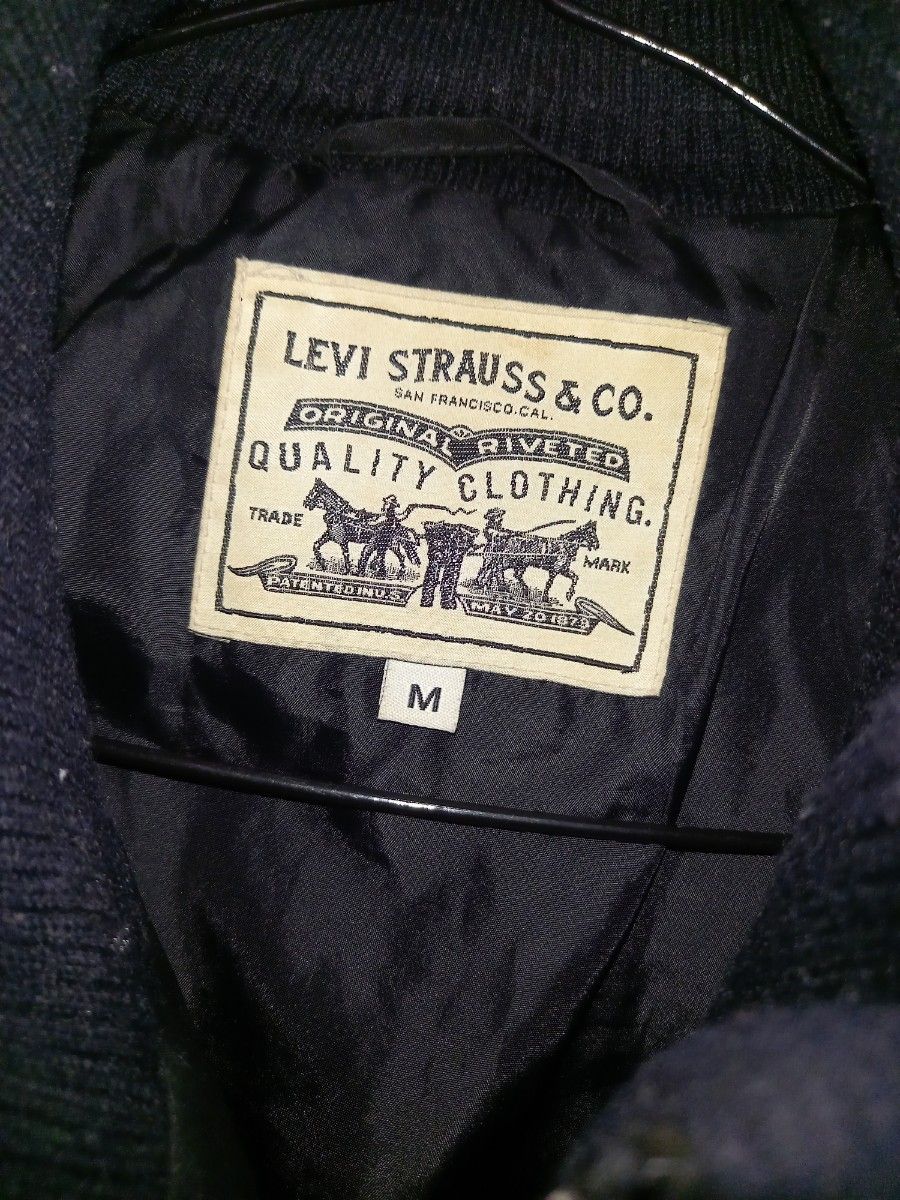 LEVI STRAUSS & CO.
SAN FRANCISCO. CAL.
ORIGINAL RIVETED
QUALITY CLOTHING.
TRADE MARK
PATENTED IN U.S. MAY 20 1873
M